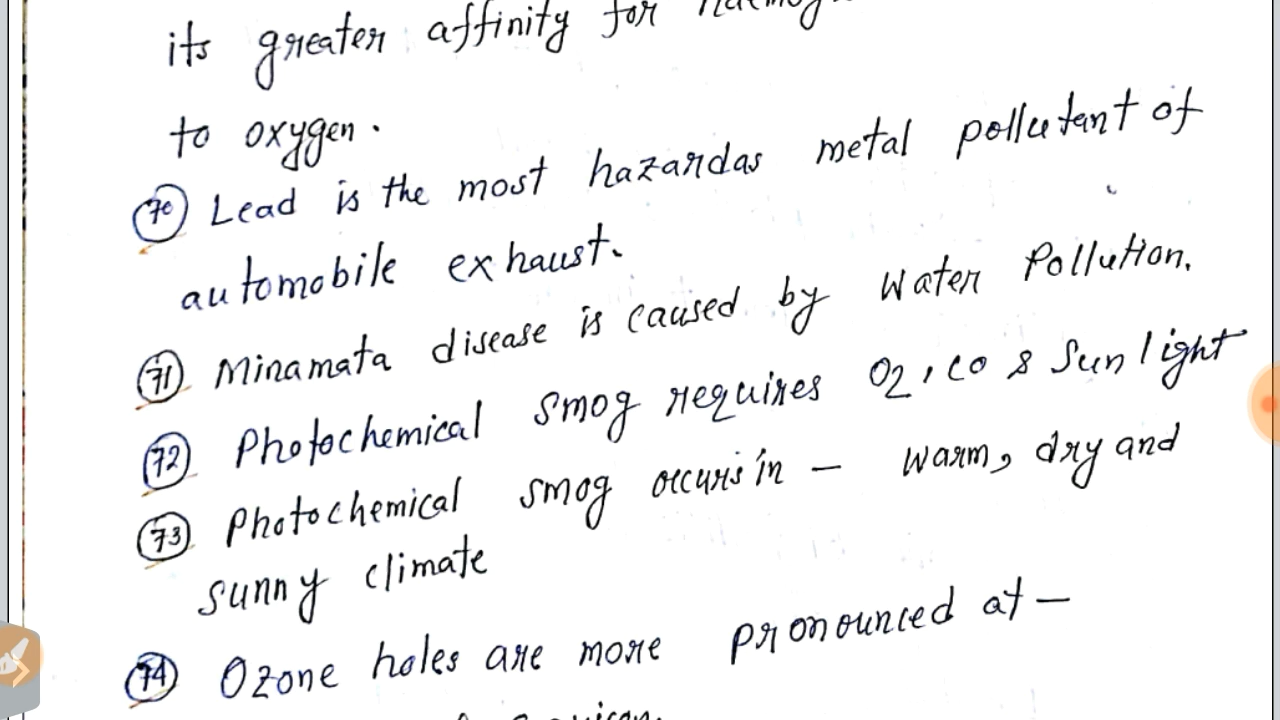 its greater affinity for
to oxygen.
70 Lead is the most hazardas metal pollutant of
automobile exhaust.
71 Minamata disease is caused by Water Pollution.
72 Photochemical smog requires O2, CO & Sunlight
73 Photochemical smog occurs in – warm, dry and
sunny climate
74 Ozone holes are more pronounced at –